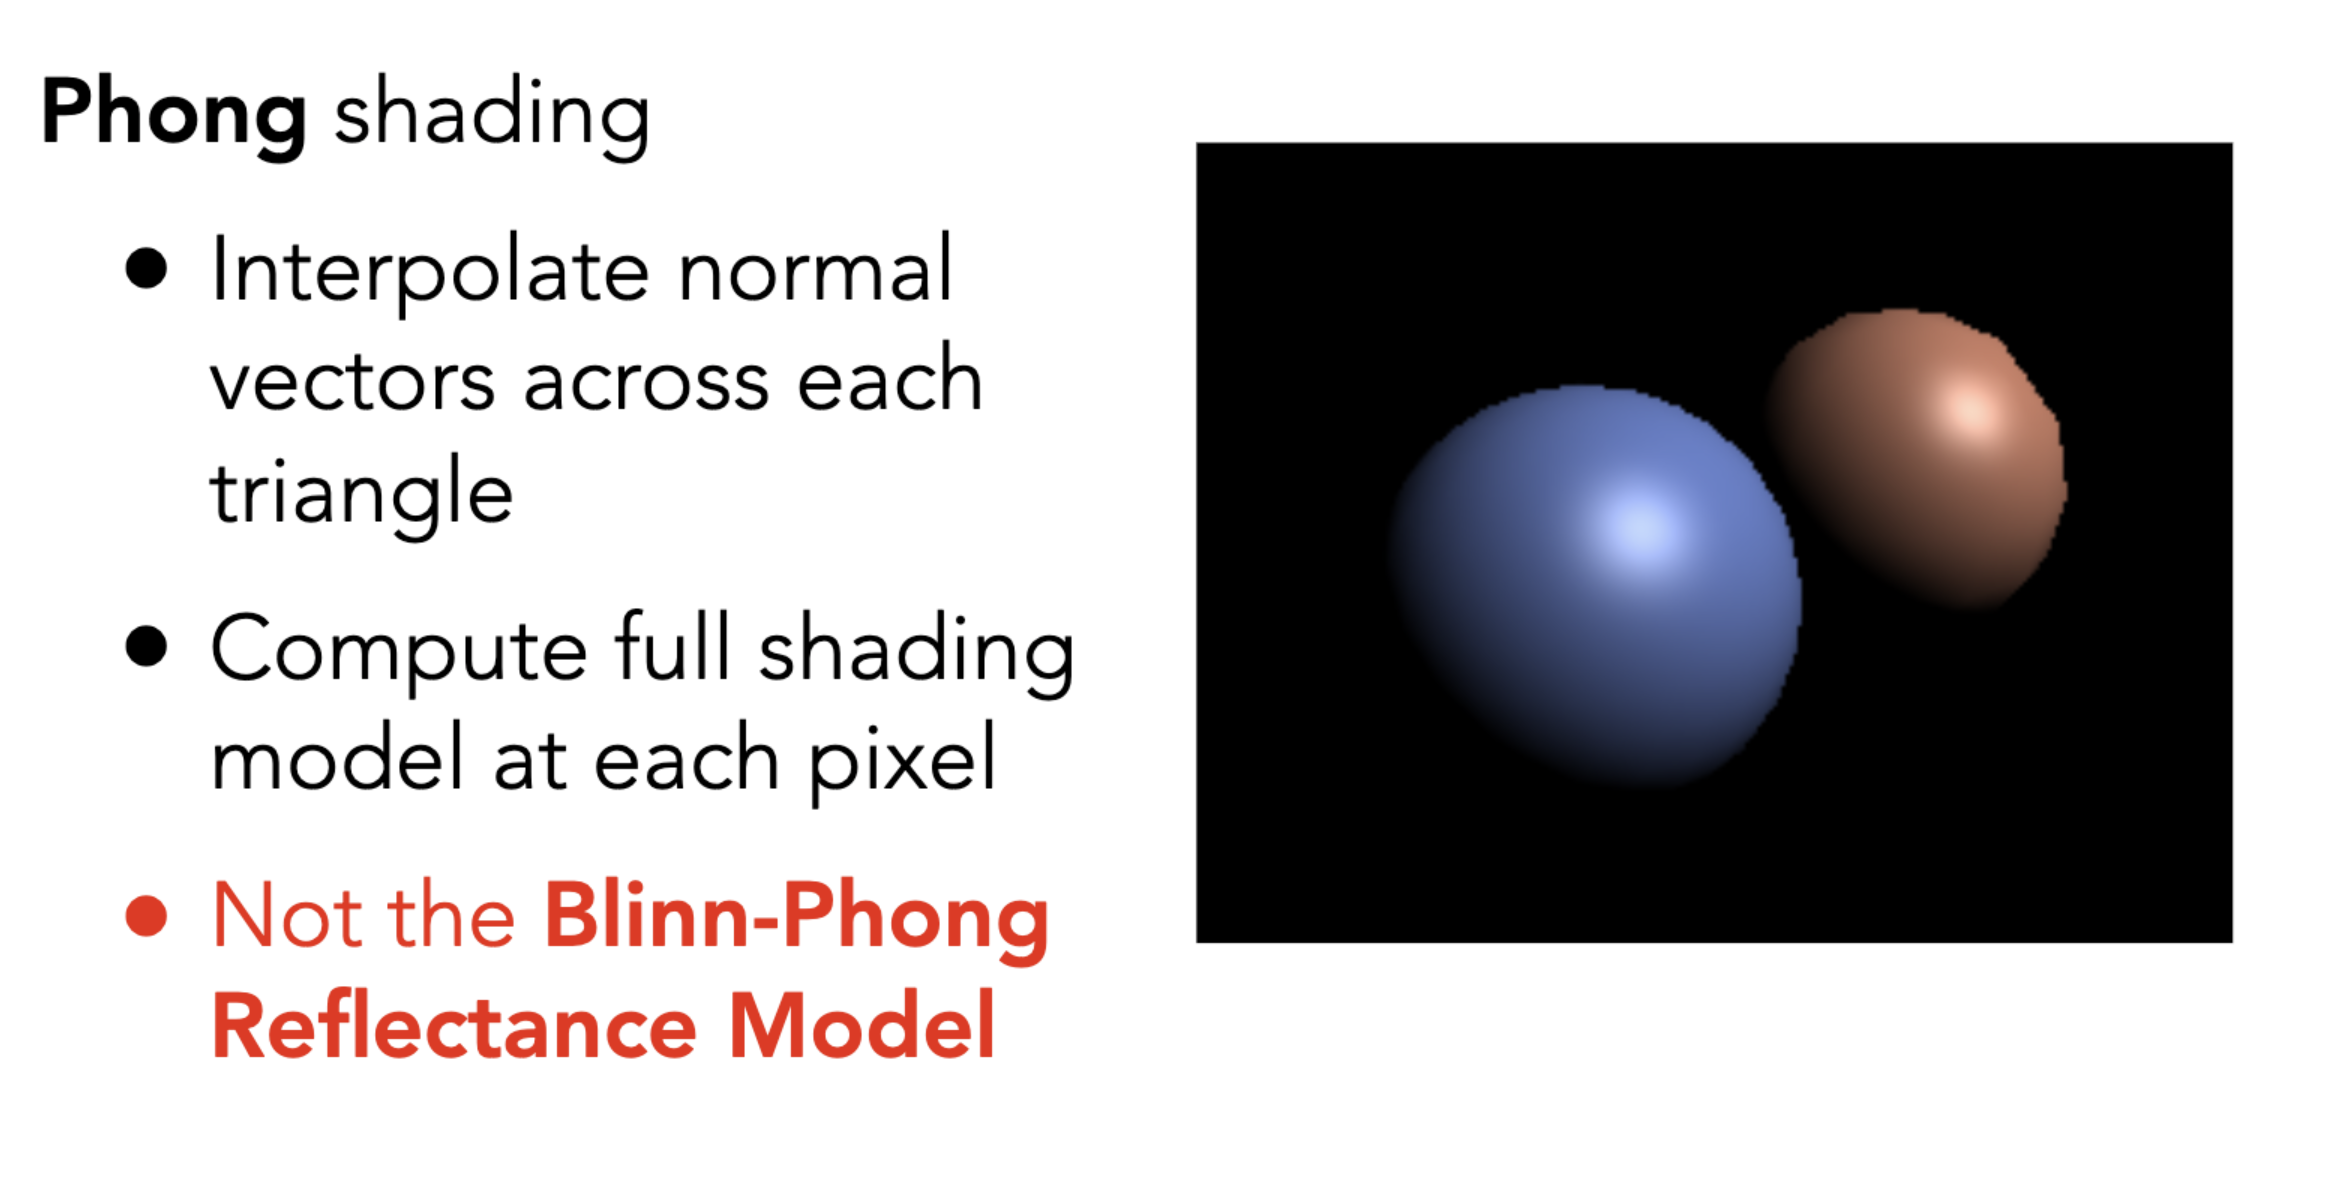 Phong shading
● Interpolate normal
vectors across each
triangle
● Compute full shading
model at each pixel
● Not the Blinn-Phong
Reflectance Model